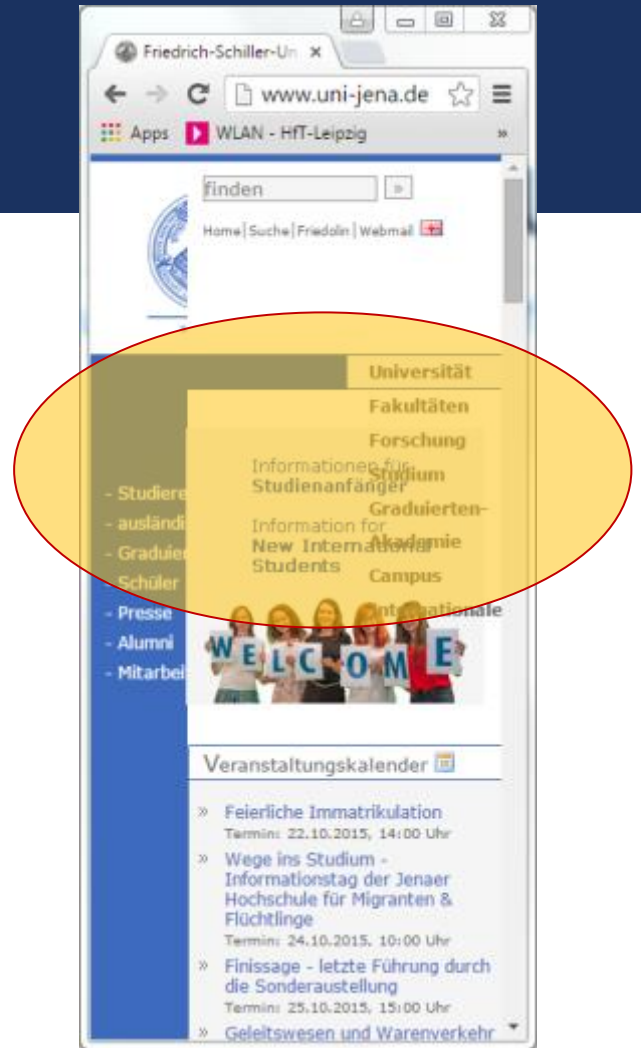 Friedrich-Schiller-Un
www.uni-jena.de
Apps WLAN - HfT-Leipzig »
finden »
Home|Suche|Friedolin|Webmail
Universität
Fakultäten
Forschung
Studium
Graduierten-
Akademie
Campus
Internationale
Informationen für
Studienanfänger
Information for
New International
Students
- Studiere
- ausländi
- Graduier
- Schüler
- Presse
- Alumni
- Mitarbei
WELCOME
Veranstaltungskalender
» Feierliche Immatrikulation
Termin: 22.10.2015, 14:00 Uhr
» Wege ins Studium -
Informationstag der Jenaer
Hochschule für Migranten &
Flüchtlinge
Termin: 24.10.2015, 10:00 Uhr
» Finissage - letzte Führung durch
die Sonderaustellung
Termin: 25.10.2015, 15:00 Uhr
» Geleitswesen und Warenverkehr